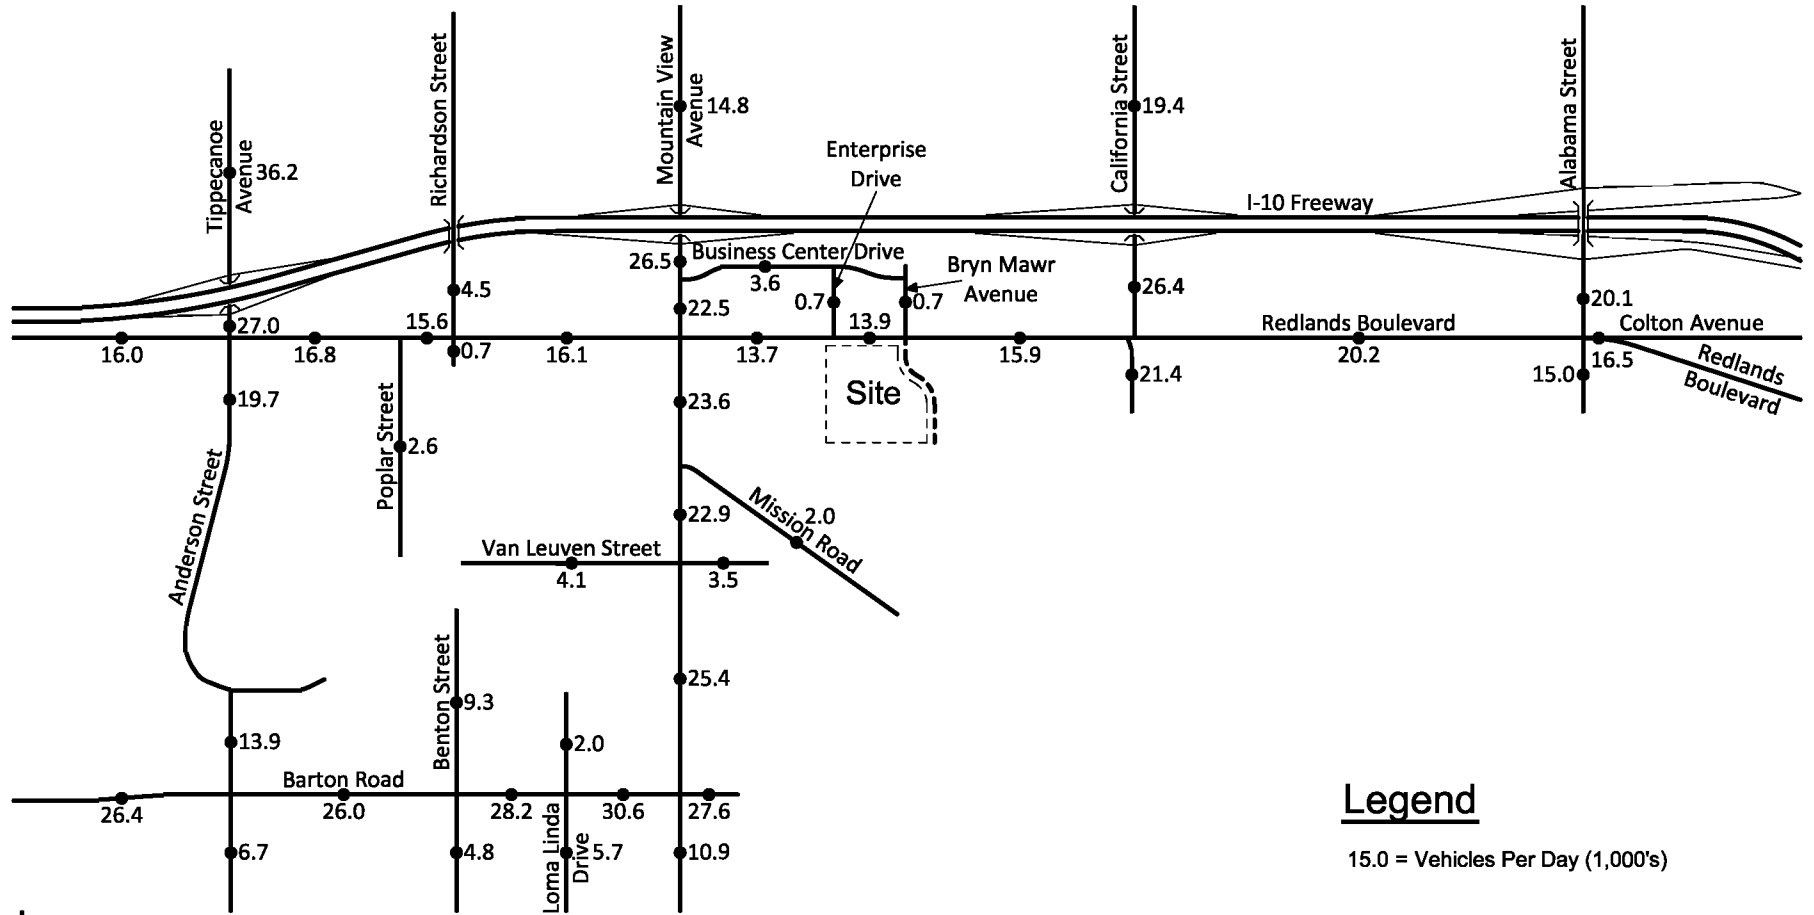 Tippecanoe
Avenue
36.2
Richardson Street
Mountain View
Avenue
14.8
Enterprise
Drive
California Street
19.4
Alabama Street
I-10 Freeway
26.5
Business Center Drive
3.6
Bryn Mawr
Avenue
4.5
22.5
0.7
0.7
26.4
20.1
27.0
15.6
13.9
Redlands Boulevard
Colton Avenue
16.0
16.8
0.7
16.1
13.7
15.9
20.2
16.5
Redlands
Boulevard
15.0
21.4
19.7
23.6
Site
Poplar Street
2.6
Anderson Street
22.9
Mission Road
2.0
Van Leuven Street
4.1
3.5
25.4
Benton Street
9.3
13.9
2.0
Barton Road
26.4
26.0
28.2
30.6
27.6
6.7
4.8
Loma Linda
Drive
5.7
10.9
Legend
15.0 = Vehicles Per Day (1,000's)